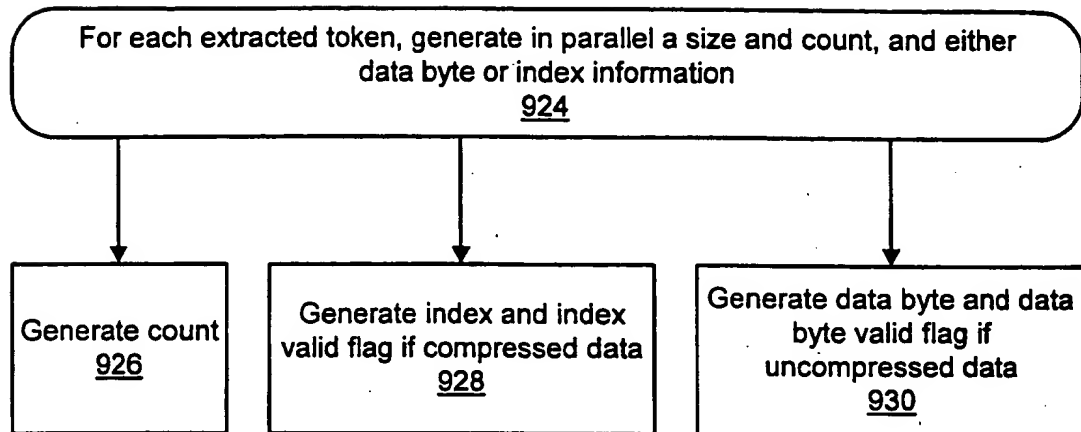 For each extracted token, generate in parallel a size and count, and either
data byte or index information
924
Generate count
926
Generate index and index
valid flag if compressed data
928
Generate data byte and data
byte valid flag if
uncompressed data
930